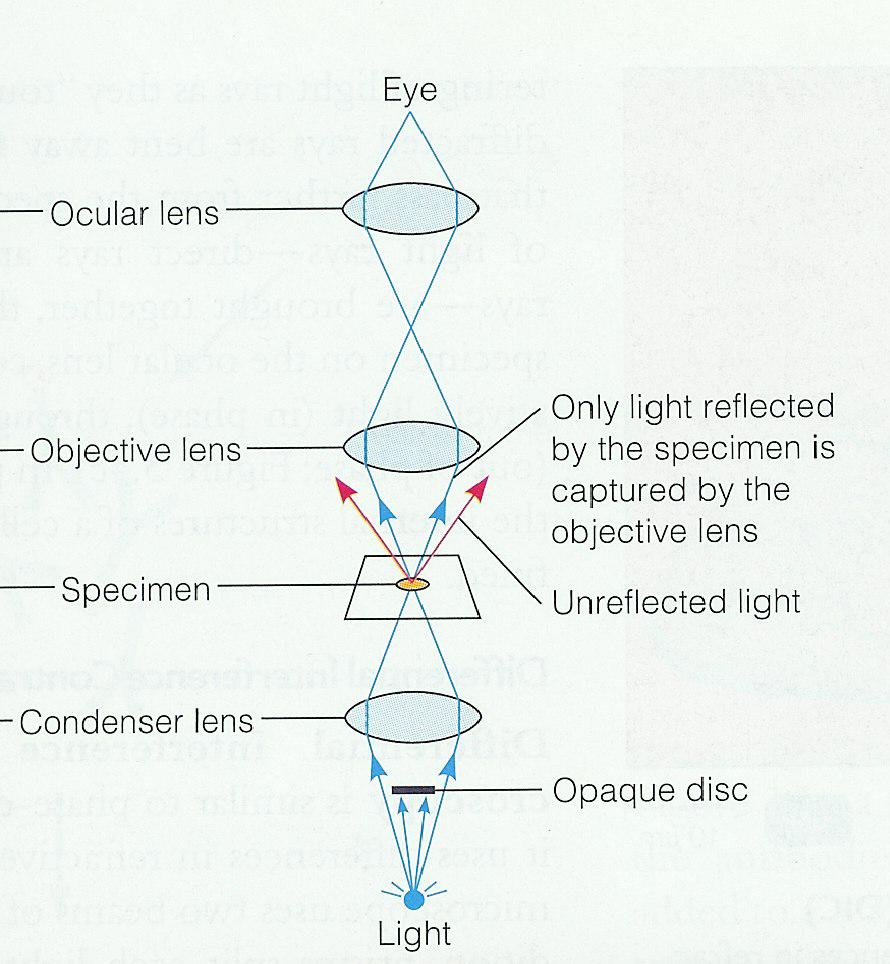 Eye
Ocular lens
Objective lens
Only light reflected
by the specimen is
captured by the
objective lens
Specimen
Unreflected light
Condenser lens
Opaque disc
Light